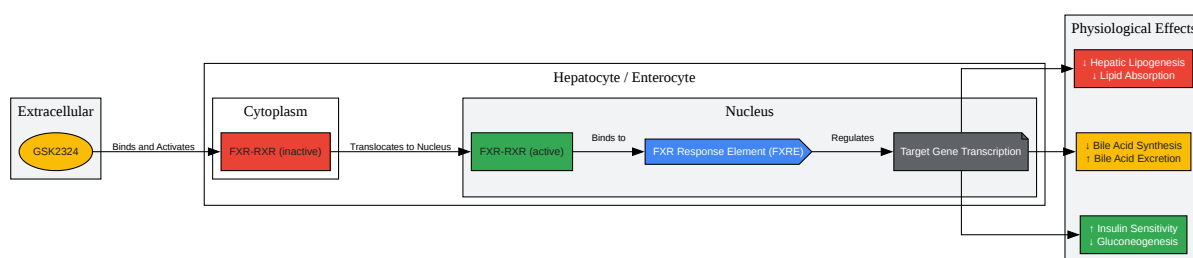 Physiological Effects
↓ Hepatic Lipogenesis
↓ Lipid Absorption
Hepatocyte / Enterocyte
Extracellular
Cytoplasm
Nucleus
GSK2324
Binds and Activates
FXR-RXR (inactive)
Translocates to Nucleus
FXR-RXR (active)
Binds to
FXR Response Element (FXRE)
Regulates
Target Gene Transcription
↓ Bile Acid Synthesis
↑ Bile Acid Excretion
↑ Insulin Sensitivity
↓ Gluconeogenesis